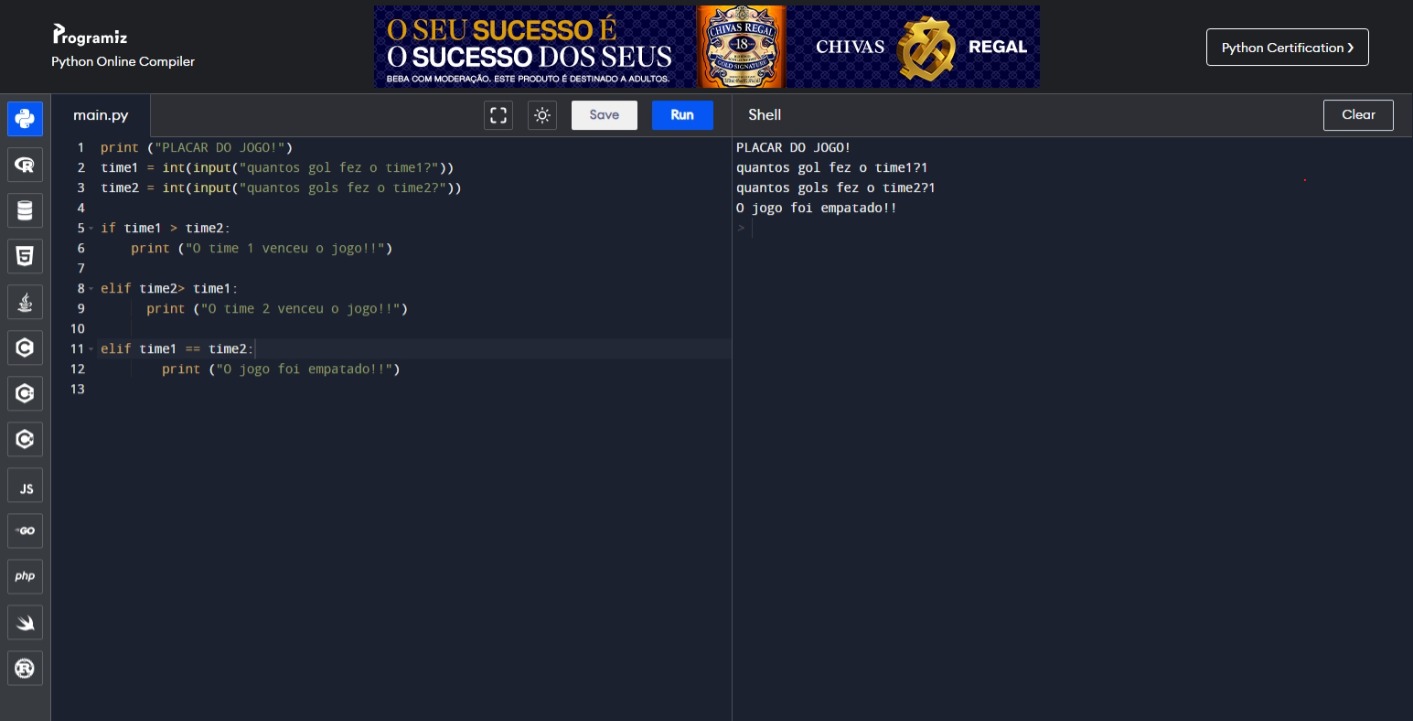 Programiz
Python Online Compiler
O SEU SUCESSO É
O SUCESSO DOS SEUS
BEBA COM MODERAÇÃO. ESTE PRODUTO É DESTINADO A ADULTOS.
CHIVAS REGAL
18
GOLD SIGNATURE
CHIVAS REGAL
Python Certification ❯
main.py
Save
Run
Shell
Clear
1 print ("PLACAR DO JOGO!")
2 time1 = int(input("quantos gol fez o time1?"))
3 time2 = int(input("quantos gols fez o time2?"))
4
5 if time1 > time2:
6     print ("O time 1 venceu o jogo!!")
7
8 elif time2> time1:
9       print ("O time 2 venceu o jogo!!")
10
11 elif time1 == time2:
12         print ("O jogo foi empatado!!")
13
PLACAR DO JOGO!
quantos gol fez o time1?1
quantos gols fez o time2?1
O jogo foi empatado!!
>
R
5
C
C
C
JS
GO
php
R